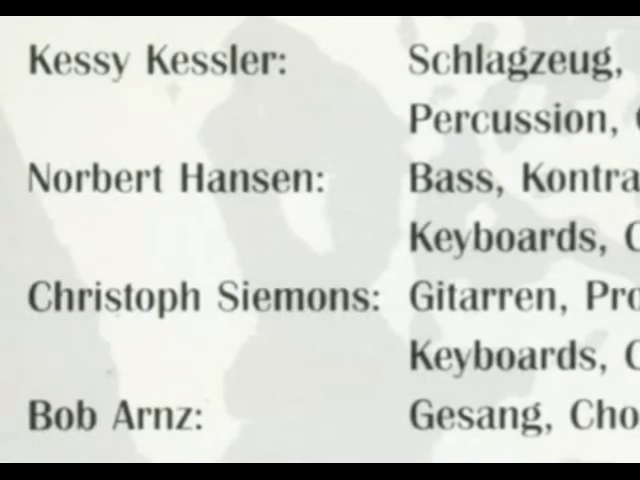 Kessy Kessler: Schlagzeug,
Percussion,
Norbert Hansen: Bass,
Keyboards,
Christoph Siemons: Gitarren,
Keyboards,
Bob Arnz: Gesang,